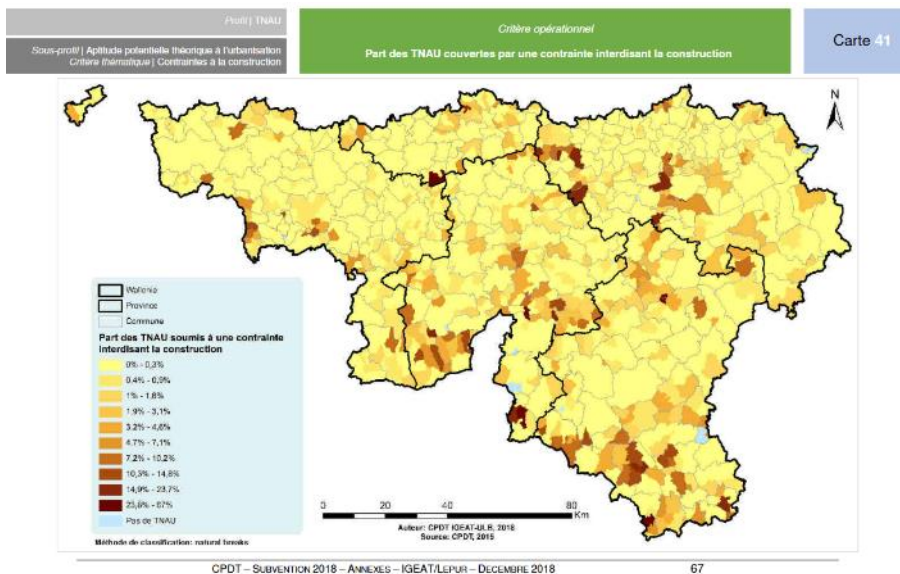 Profil | TNAU
Sous-profil | Aptitude potentielle théorique à l'urbanisation
Critère thématique | Contraintes à la construction
Critère opérationnel
Part des TNAU couvertes par une contrainte interdisant la construction
Carte 41
N
Wallonie
Province
Commune
Part des TNAU soumis à une contrainte
interdisant la construction
0% - 0,3%
0,4% - 0,9%
1% - 1,8%
1,9% - 3,1%
3,2% - 4,6%
4,7% - 7,1%
7,2% - 10,2%
10,3% - 14,8%
14,9% - 23,7%
23,8% - 67%
Pas de TNAU
Méthode de classification: natural breaks
0 20 40 80
Km
Auteur: CPDT IGEAT-ULB, 2018
Source: CPDT, 2015
CPDT – SUBVENTION 2018 – ANNEXES – IGEAT/LEPUR – DECEMBRE 2018 67